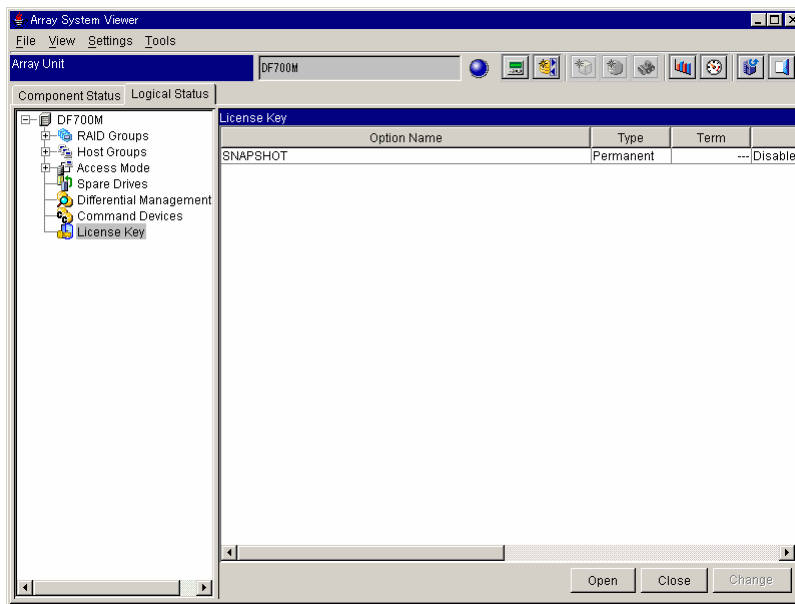 Array System Viewer
File View Settings Tools
Array Unit
DF700M
Component Status Logical Status
DF700M
RAID Groups
Host Groups
Access Mode
Spare Drives
Differential Management
Command Devices
License Key
License Key
Option Name Type Term
SNAPSHOT Permanent --- Disable
Open Close Change